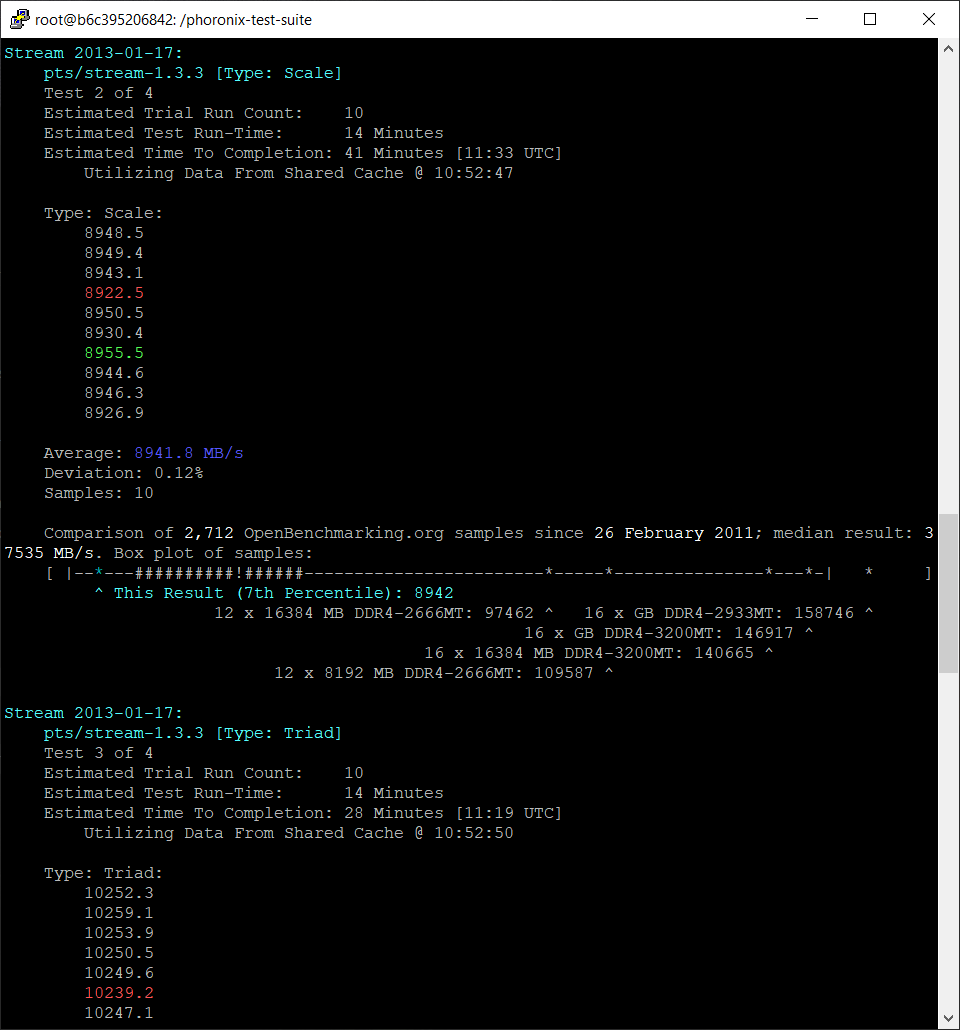 root@b6c395206842: /phoronix-test-suite
Stream 2013-01-17:
pts/stream-1.3.3 [Type: Scale]
Test 2 of 4
Estimated Trial Run Count:    10
Estimated Test Run-Time:      14 Minutes
Estimated Time To Completion: 41 Minutes [11:33 UTC]
Utilizing Data From Shared Cache @ 10:52:47
Type: Scale:
8948.5
8949.4
8943.1
8922.5
8950.5
8930.4
8955.5
8944.6
8946.3
8926.9
Average: 8941.8 MB/s
Deviation: 0.12%
Samples: 10
Comparison of 2,712 OpenBenchmarking.org samples since 26 February 2011; median result: 3
7535 MB/s. Box plot of samples:
[ |--*---##########!######------------------------*-----*---------------*---*-|   *     ]
^ This Result (7th Percentile): 8942
12 x 16384 MB DDR4-2666MT: 97462 ^   16 x GB DDR4-2933MT: 158746 ^
16 x GB DDR4-3200MT: 146917 ^
16 x 16384 MB DDR4-3200MT: 140665 ^
12 x 8192 MB DDR4-2666MT: 109587 ^
Stream 2013-01-17:
pts/stream-1.3.3 [Type: Triad]
Test 3 of 4
Estimated Trial Run Count:    10
Estimated Test Run-Time:      14 Minutes
Estimated Time To Completion: 28 Minutes [11:19 UTC]
Utilizing Data From Shared Cache @ 10:52:50
Type: Triad:
10252.3
10259.1
10253.9
10250.5
10249.6
10239.2
10247.1